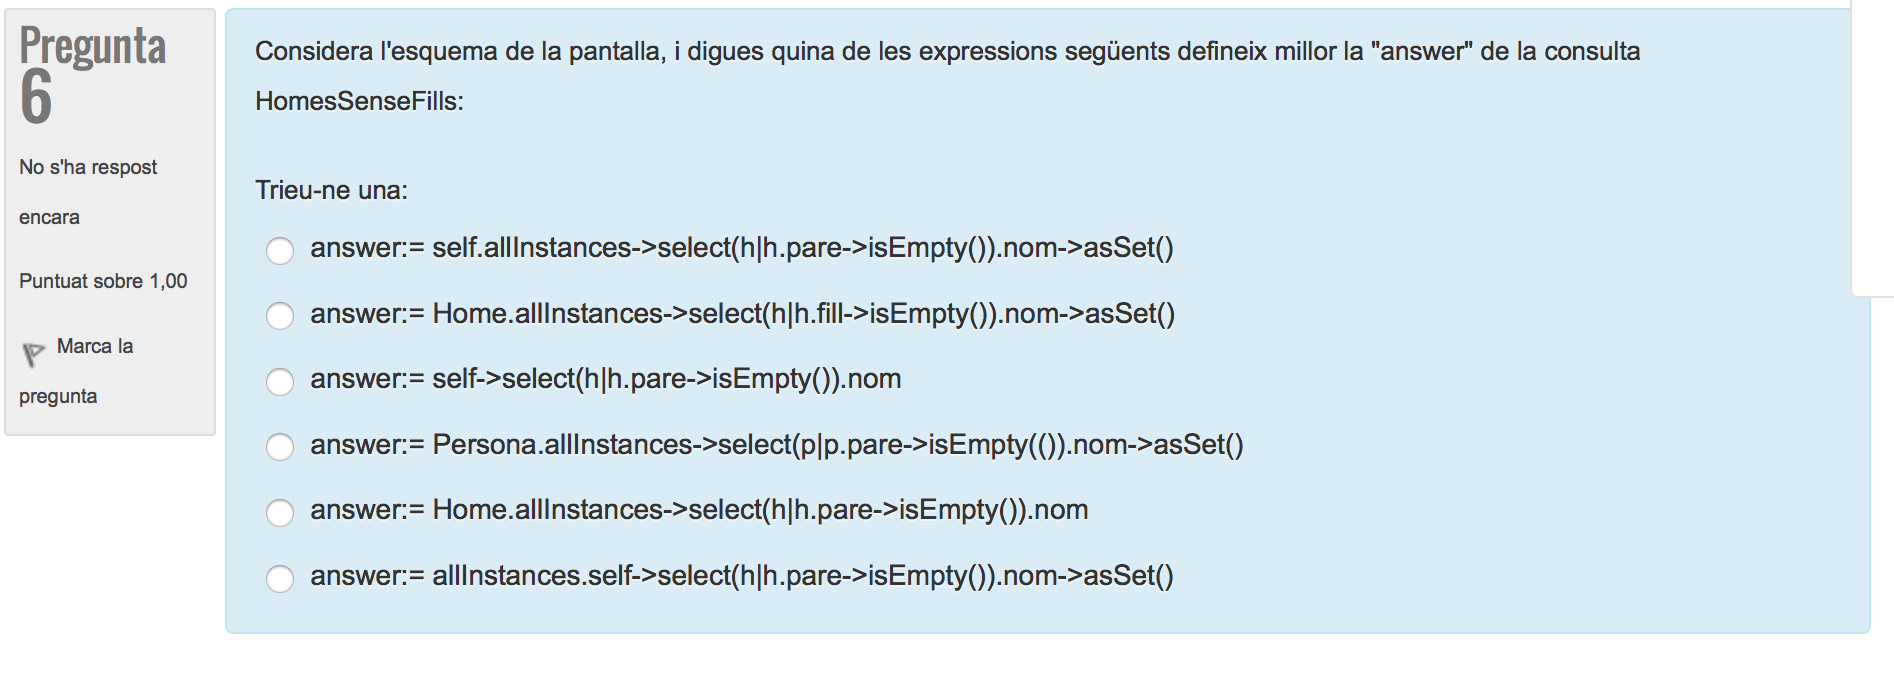 Pregunta
6
No s'ha respost
encara
Puntuat sobre 1,00
Marca la
pregunta
Considera l'esquema de la pantalla, i digues quina de les expressions següents defineix millor la "answer" de la consulta
HomesSenseFills:
Trieu-ne una:
answer:= self.allInstances->select(h|h.pare->isEmpty()).nom->asSet()
answer:= Home.allInstances->select(h|h.fill->isEmpty()).nom->asSet()
answer:= self->select(h|h.pare->isEmpty()).nom
answer:= Persona.allInstances->select(p|p.pare->isEmpty(()).nom->asSet()
answer:= Home.allInstances->select(h|h.pare->isEmpty()).nom
answer:= allInstances.self->select(h|h.pare->isEmpty()).nom->asSet()